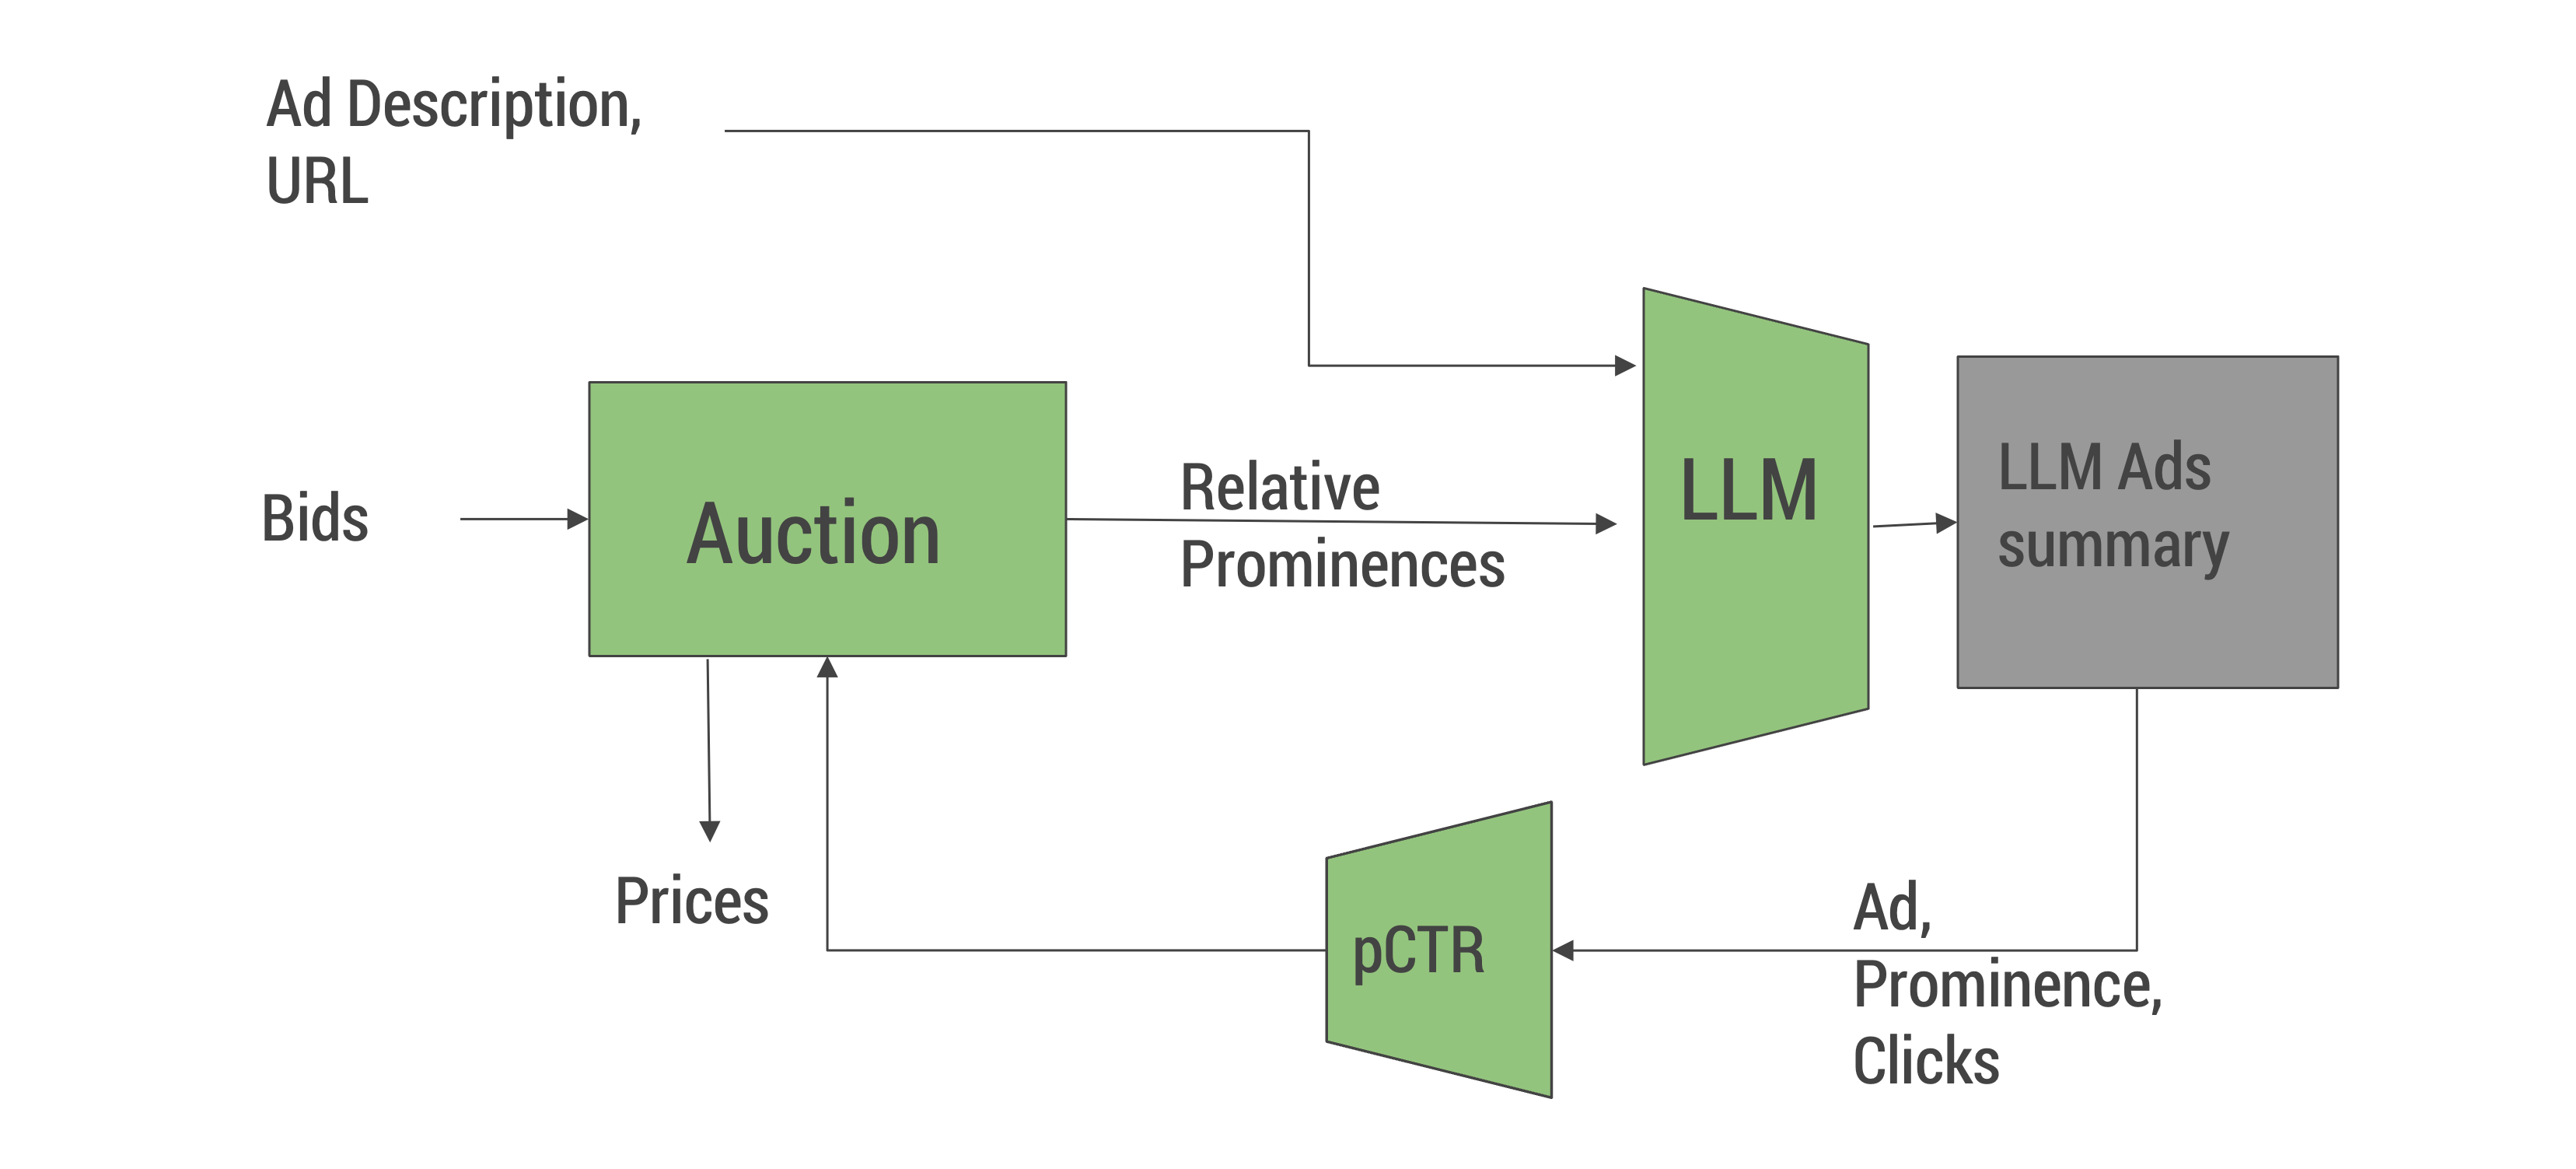 Ad Description,
URL
Bids
Auction
Relative
Prominences
LLM
LLM Ads
summary
Prices
pCTR
Ad,
Prominence,
Clicks